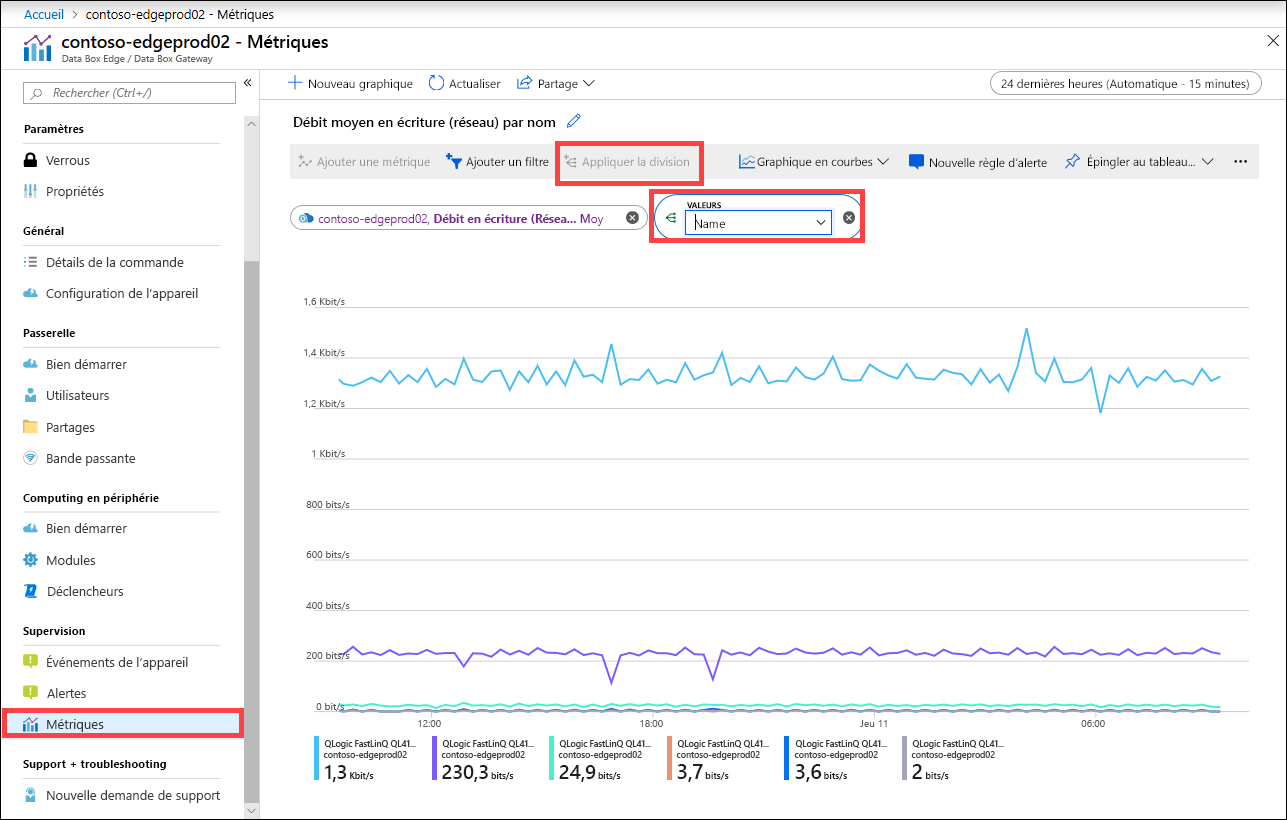 Accueil > contoso-edgeprod02 - Métriques
contoso-edgeprod02 - Métriques
Data Box Edge / Data Box Gateway
Rechercher (Ctrl+/)
Paramètres
Verrous
Propriétés
Général
Détails de la commande
Configuration de l'appareil
Passerelle
Bien démarrer
Utilisateurs
Partages
Bande passante
Computing en périphérie
Bien démarrer
Modules
Déclencheurs
Supervision
Événements de l'appareil
Alertes
Métriques
Support + troubleshooting
Nouvelle demande de support
Nouveau graphique Actualiser Partage 24 dernières heures (Automatique - 15 minutes)
Débit moyen en écriture (réseau) par nom
Ajouter une métrique Ajouter un filtre Appliquer la division Graphique en courbes Nouvelle règle d'alerte Épingler au tableau... ...
contoso-edgeprod02, Débit en écriture (Résea... Moy
VALEURS
Name
1,6 Kbit/s
1,4 Kbit/s
1,2 Kbit/s
1 Kbit/s
800 bits/s
600 bits/s
400 bits/s
200 bits/s
0 bit/s
12:00 18:00 Jeu 11 06:00
QLogic FastLinQ QL41...
contoso-edgeprod02
1,3 Kbit/s
QLogic FastLinQ QL41...
contoso-edgeprod02
230,3 bits/s
QLogic FastLinQ QL41...
contoso-edgeprod02
24,9 bits/s
QLogic FastLinQ QL41...
contoso-edgeprod02
3,7 bits/s
QLogic FastLinQ QL41...
contoso-edgeprod02
3,6 bits/s
QLogic FastLinQ QL41...
contoso-edgeprod02
2 bits/s